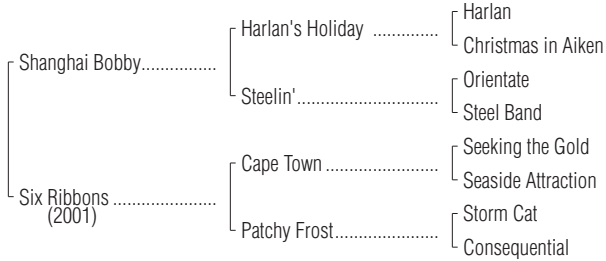 Harlan
Harlan's Holiday ..............
Christmas in Aiken
Shanghai Bobby................
Orientate
Steelin'..............................
Steel Band
Seeking the Gold
Cape Town ........................
Seaside Attraction
Six Ribbons ......................
(2001)
Storm Cat
Patchy Frost......................
Consequential